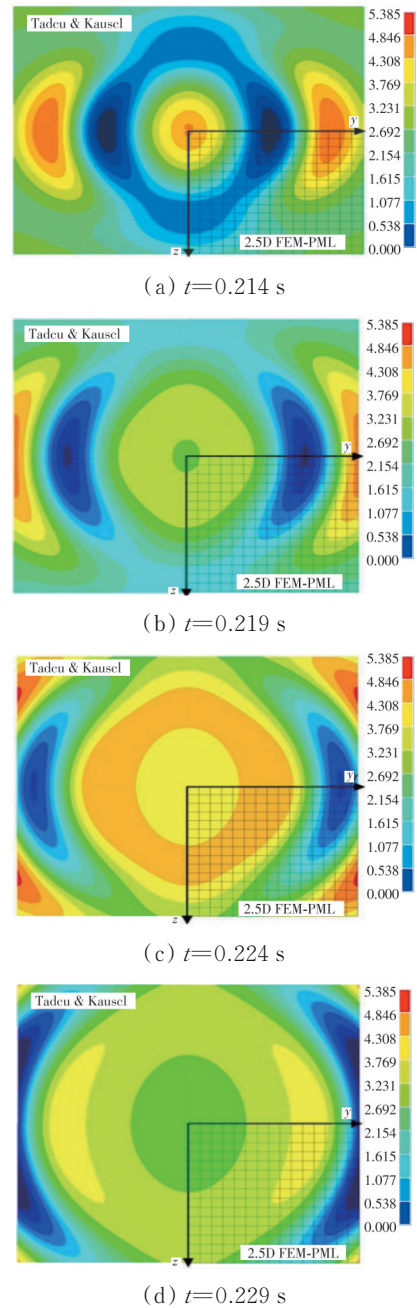 Tadcu & Kausel
y
z
2.5D FEM-PML
5.385
4.846
4.308
3.769
3.231
2.692
2.154
1.615
1.077
0.538
0.000
(a) t=0.214 s
Tadcu & Kausel
y
z
2.5D FEM-PML
5.385
4.846
4.308
3.769
3.231
2.692
2.154
1.615
1.077
0.538
0.000
(b) t=0.219 s
Tadcu & Kausel
y
z
2.5D FEM-PML
5.385
4.846
4.308
3.769
3.231
2.692
2.154
1.615
1.077
0.538
0.000
(c) t=0.224 s
Tadcu & Kausel
y
z
2.5D FEM-PML
5.385
4.846
4.308
3.769
3.231
2.692
2.154
1.615
1.077
0.538
0.000
(d) t=0.229 s